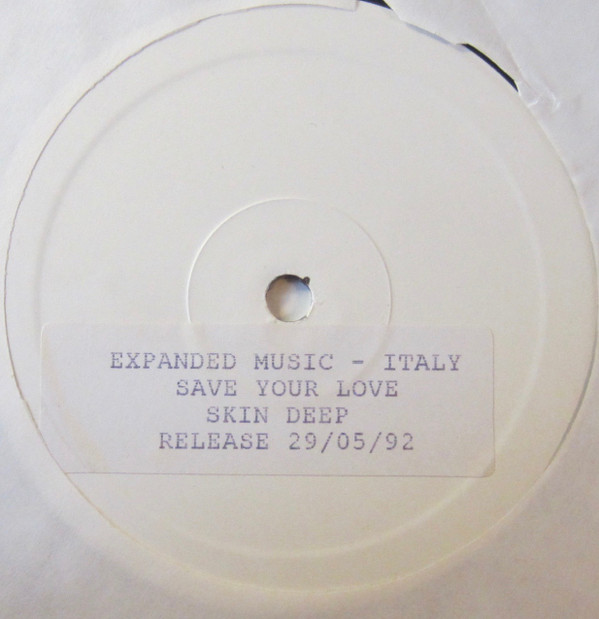 EXPANDED MUSIC - ITALY
SAVE YOUR LOVE
SKIN DEEP
RELEASE 29/05/92